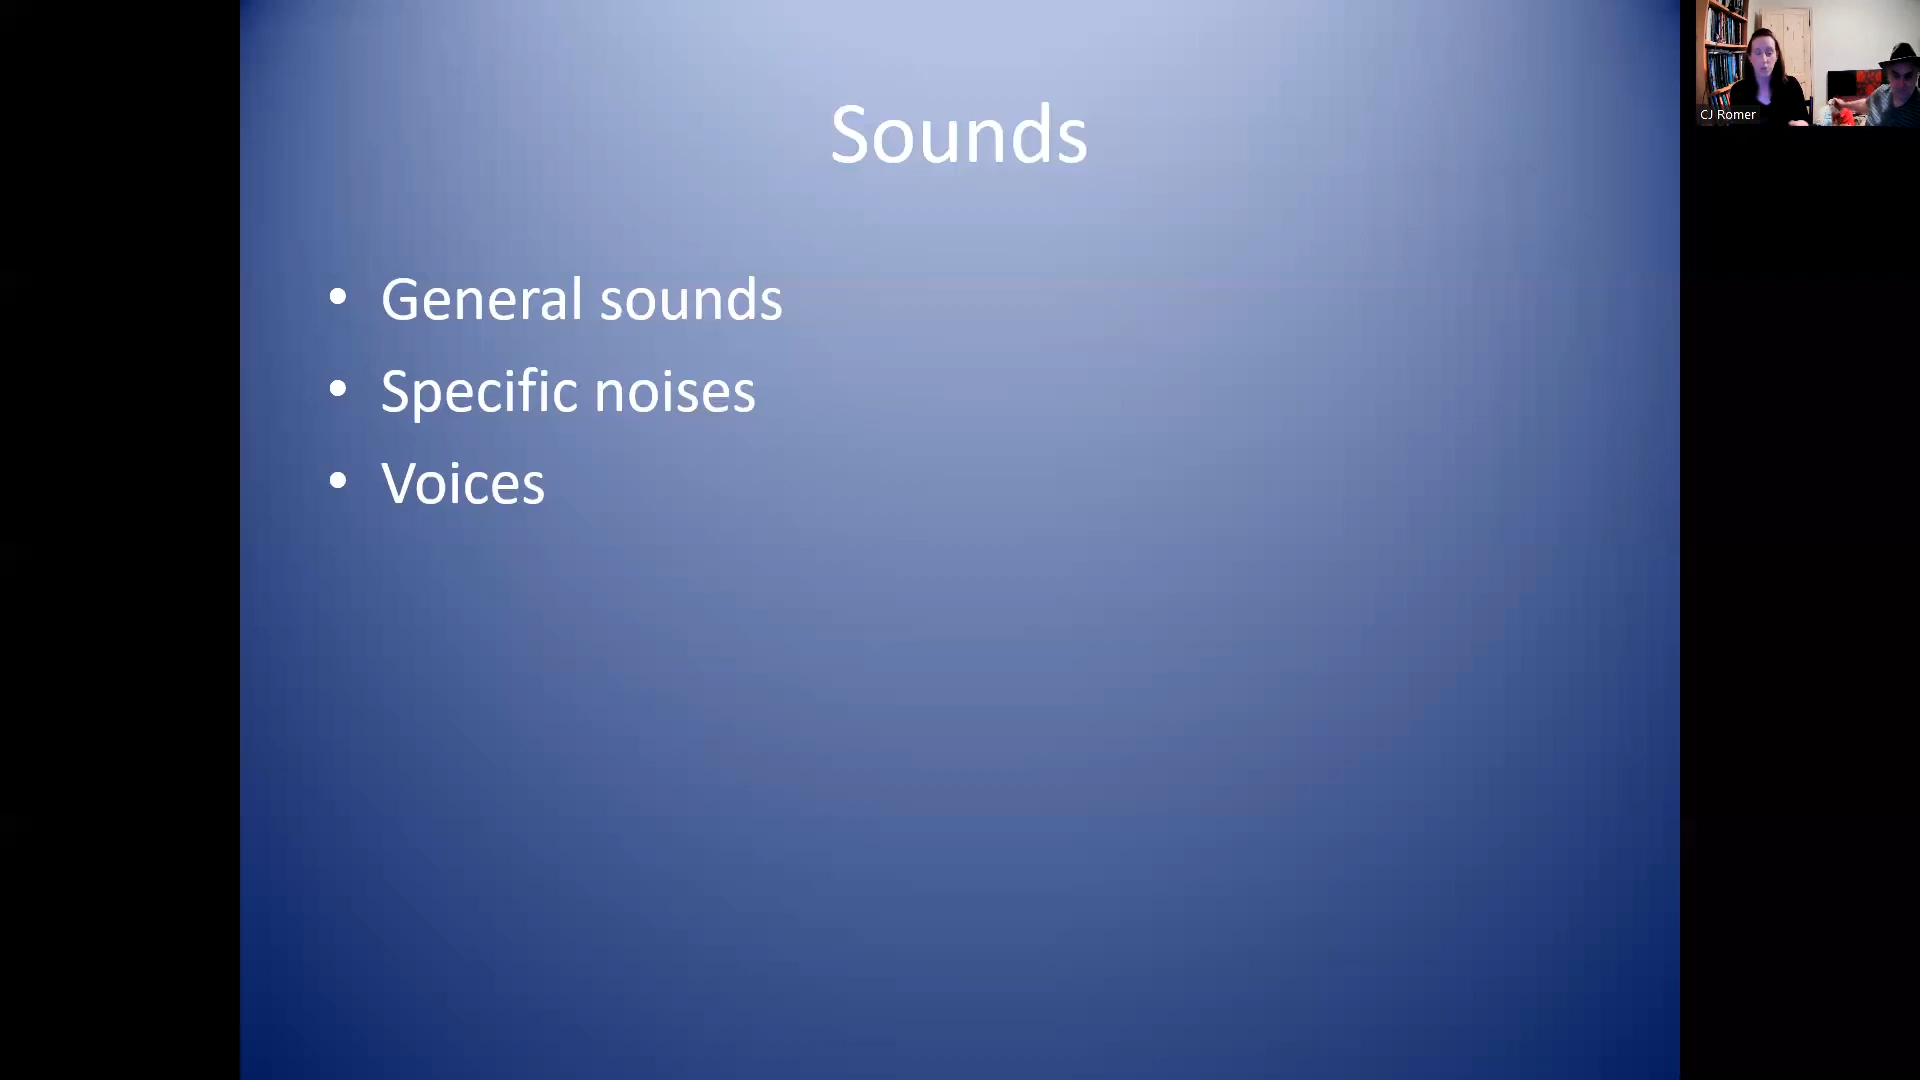 Sounds
• General sounds
• Specific noises
• Voices
CJ Romer